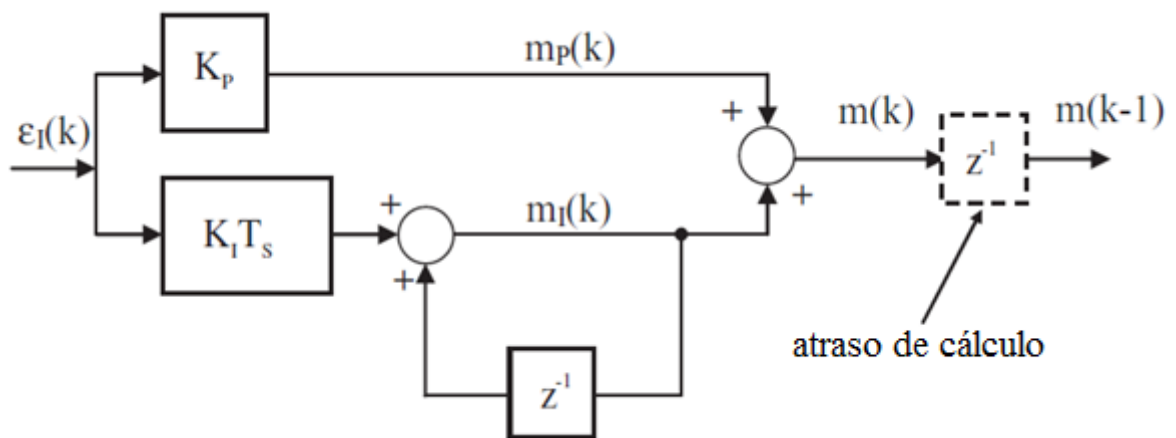 K_P
m_P(k)
ε_I(k)
+
m(k)
m(k-1)
z^-1
+
K_I T_S
+
m_I(k)
+
z^-1
atraso de cálculo